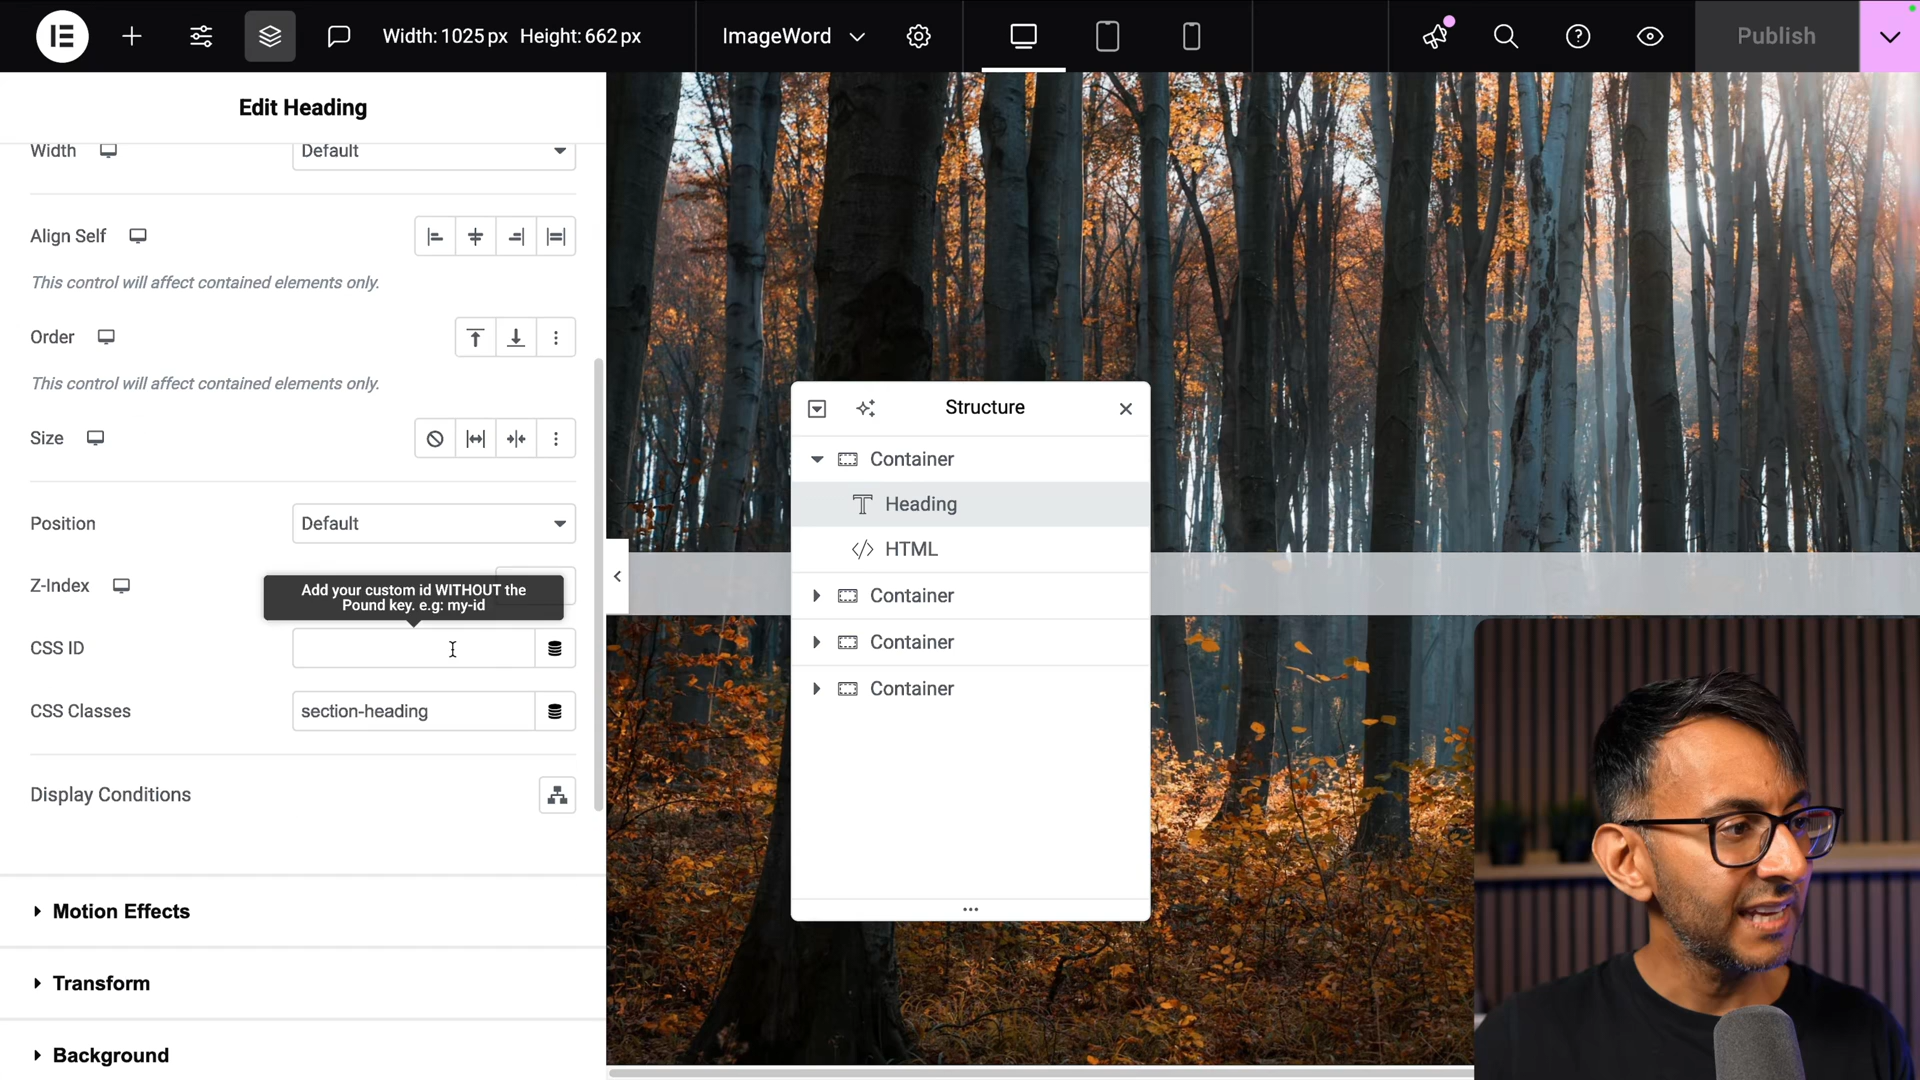 Width: 1025 px Height: 662 px
ImageWord
Publish
Edit Heading
Width
Default
Align Self
This control will affect contained elements only.
Order
This control will affect contained elements only.
Size
Position
Default
Z-Index
Add your custom id WITHOUT the
Pound key. e.g: my-id
CSS ID
CSS Classes
section-heading
Display Conditions
Motion Effects
Transform
Background
Structure
Container
Heading
HTML
Container
Container
Container